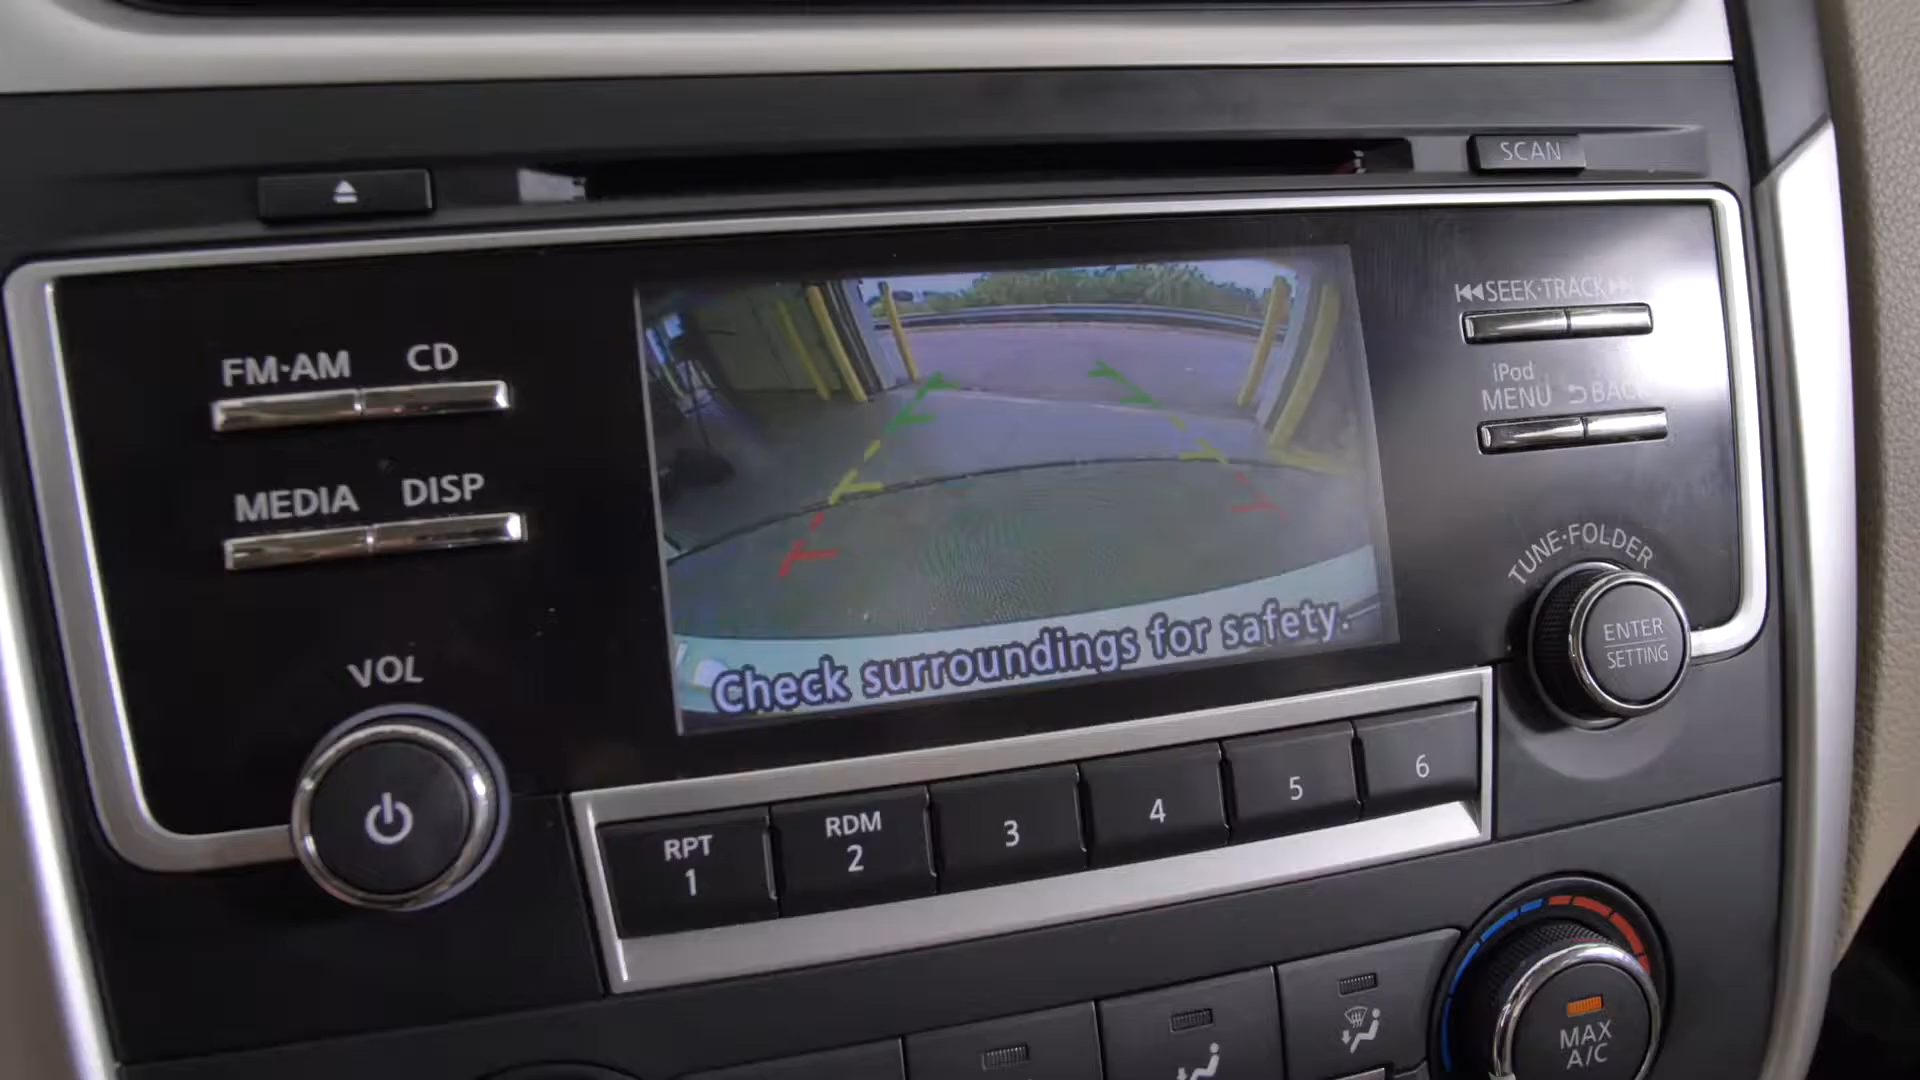 SCAN
SEEK·TRACK
FM·AM CD
iPod
MENU BACK
MEDIA DISP
TUNE·FOLDER
ENTER
SETTING
Check surroundings for safety.
VOL
RPT
1
RDM
2
3
4
5
6
MAX
A/C